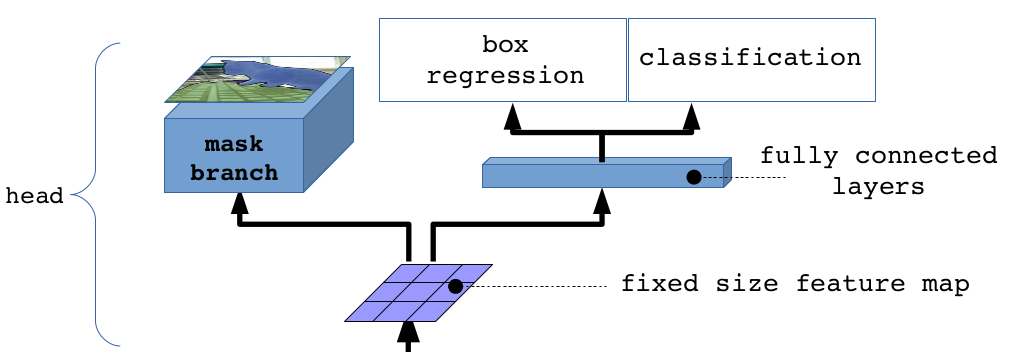 box
regression
classification
mask
branch
fully connected
layers
head
fixed size feature map